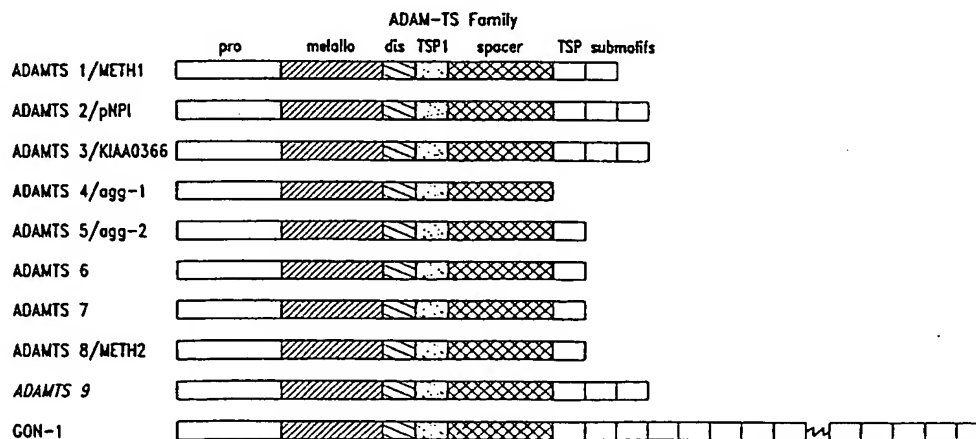 ADAM-TS Family
pro metallo dis TSP1 spacer TSP submotifs
ADAMTS 1/METH1
ADAMTS 2/pNPI
ADAMTS 3/KIAA0366
ADAMTS 4/agg-1
ADAMTS 5/agg-2
ADAMTS 6
ADAMTS 7
ADAMTS 8/METH2
ADAMTS 9
GON-1